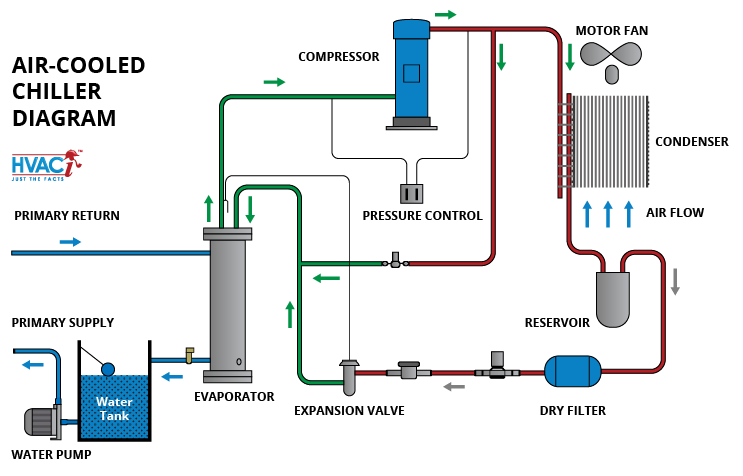 AIR-COOLED
CHILLER
DIAGRAM
HVACi™
JUST THE FACTS
COMPRESSOR
MOTOR FAN
CONDENSER
PRESSURE CONTROL
AIR FLOW
PRIMARY RETURN
RESERVOIR
PRIMARY SUPPLY
EVAPORATOR
EXPANSION VALVE
DRY FILTER
Water
Tank
WATER PUMP